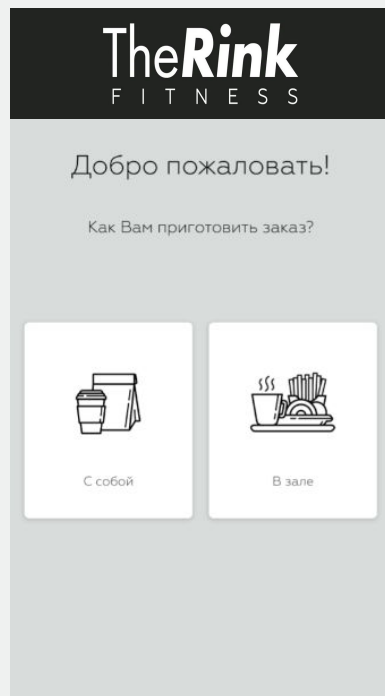 TheRink
FITNESS
Добро пожаловать!
Как Вам приготовить заказ?
С собой
В зале